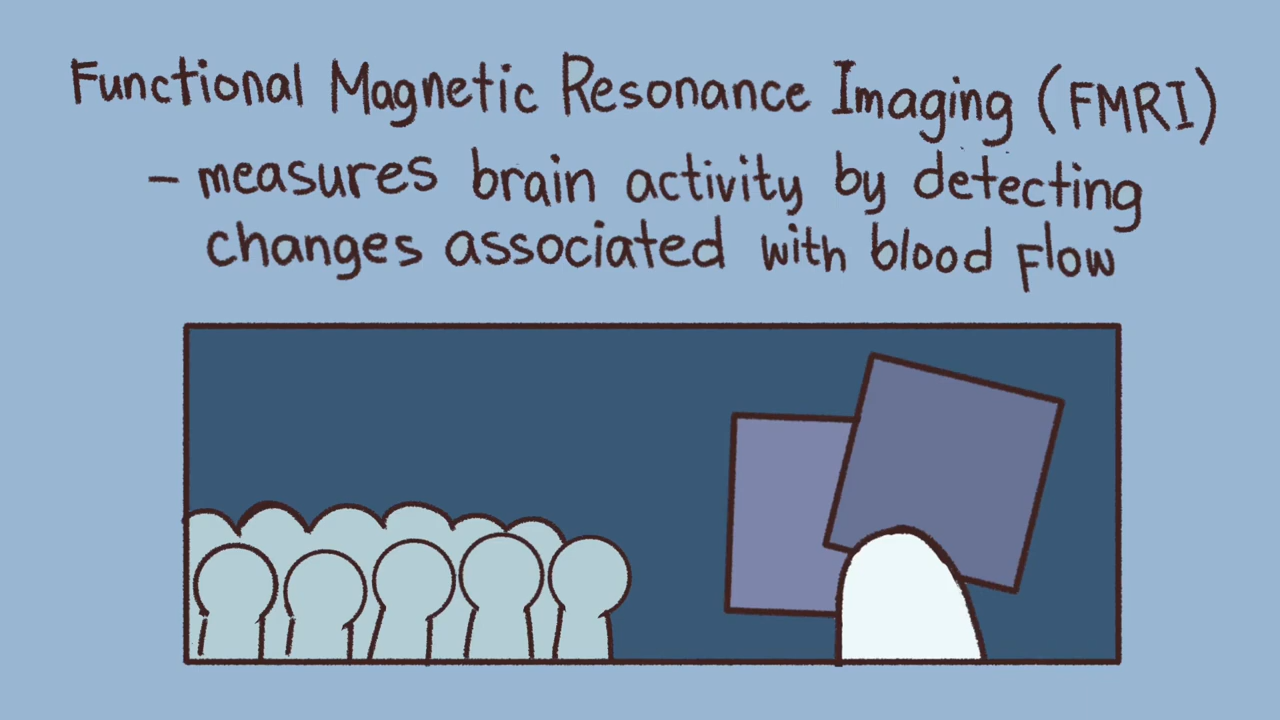 Functional Magnetic Resonance Imaging (FMRI)
- measures brain activity by detecting
changes associated with blood flow